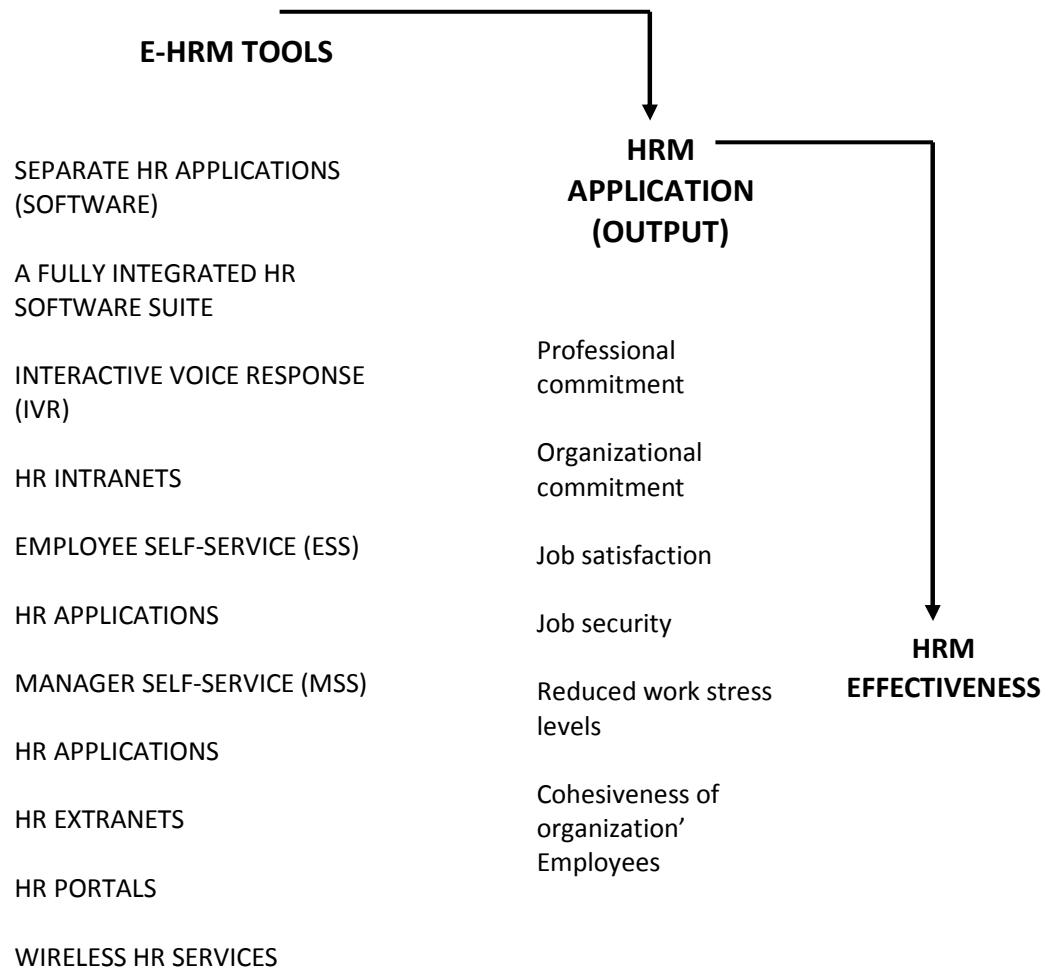 E-HRM TOOLS
SEPARATE HR APPLICATIONS
(SOFTWARE)
A FULLY INTEGRATED HR
SOFTWARE SUITE
INTERACTIVE VOICE RESPONSE
(IVR)
HR INTRANETS
EMPLOYEE SELF-SERVICE (ESS)
HR APPLICATIONS
MANAGER SELF-SERVICE (MSS)
HR APPLICATIONS
HR EXTRANETS
HR PORTALS
WIRELESS HR SERVICES
HRM
APPLICATION
(OUTPUT)
Professional
commitment
Organizational
commitment
Job satisfaction
Job security
Reduced work stress
levels
Cohesiveness of
organization’
Employees
HRM
EFFECTIVENESS